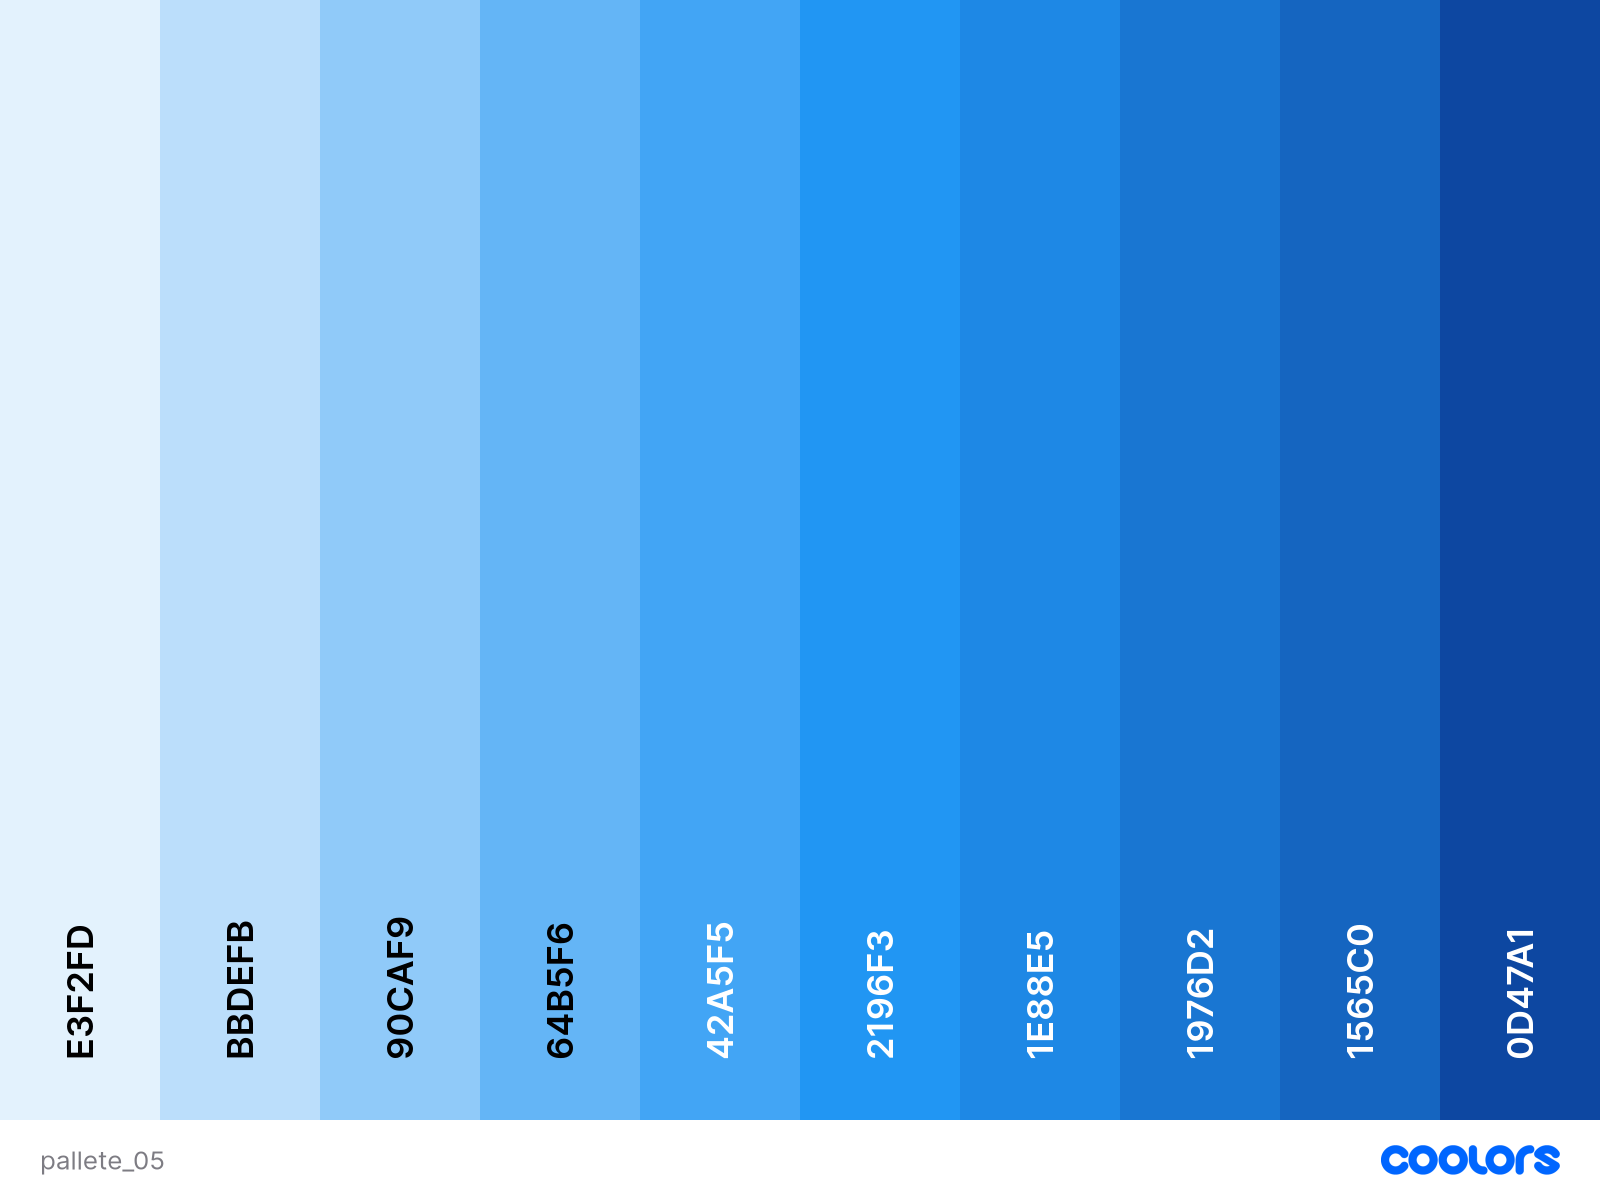 E3F2FD
BBDEFB
90CAF9
64B5F6
42A5F5
2196F3
1E88E5
1976D2
1565C0
0D47A1
pallete_05
coolors